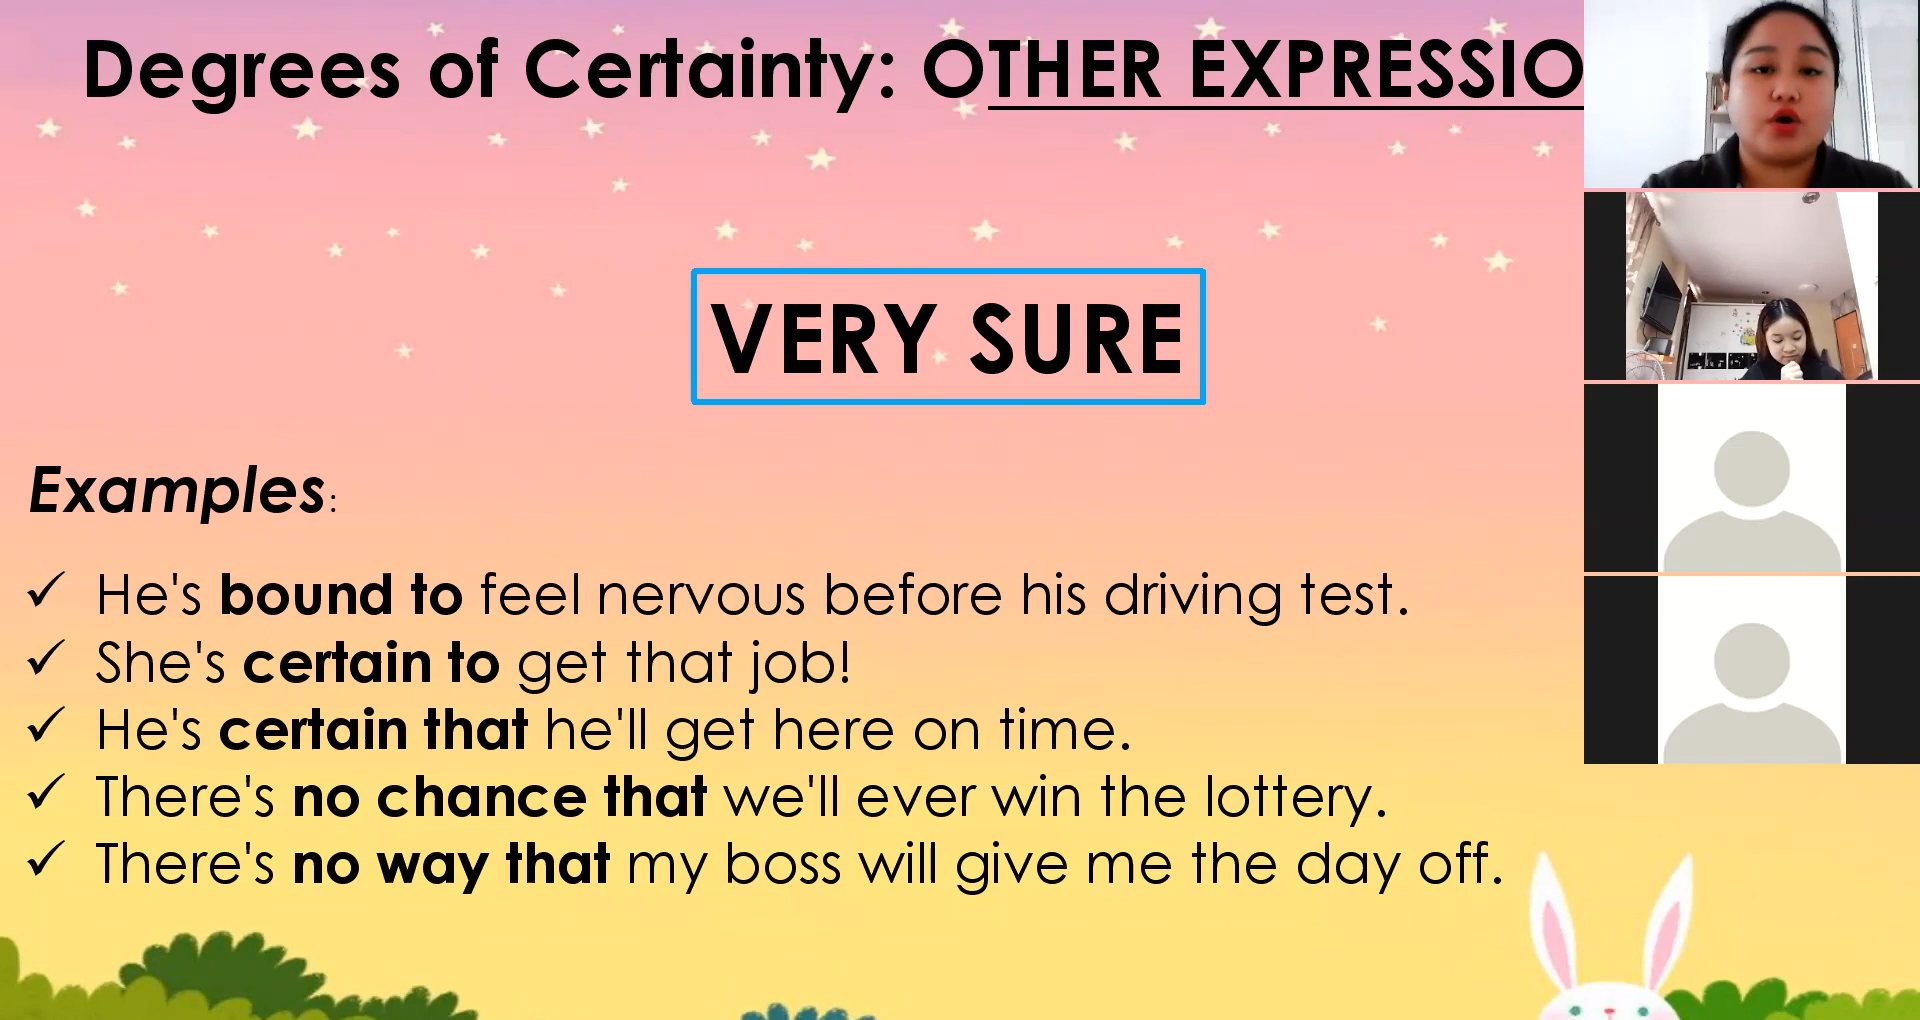 Degrees of Certainty: OTHER EXPRESSIO
VERY SURE
Examples:
✓ He's bound to feel nervous before his driving test.
✓ She's certain to get that job!
✓ He's certain that he'll get here on time.
✓ There's no chance that we'll ever win the lottery.
✓ There's no way that my boss will give me the day off.